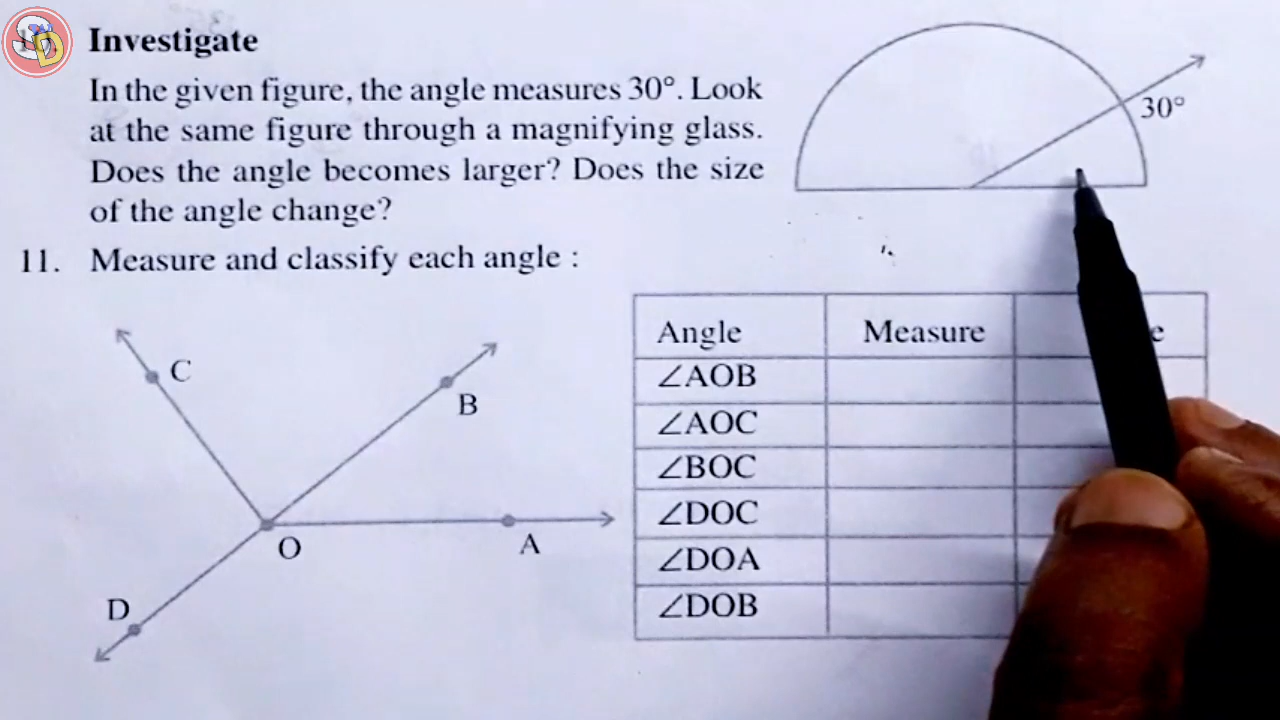 Investigate
In the given figure, the angle measures 30°. Look
at the same figure through a magnifying glass.
Does the angle becomes larger? Does the size
of the angle change?
30°
11. Measure and classify each angle :
C
B
O
A
D
Angle Measure
∠AOB
∠AOC
∠BOC
∠DOC
∠DOA
∠DOB